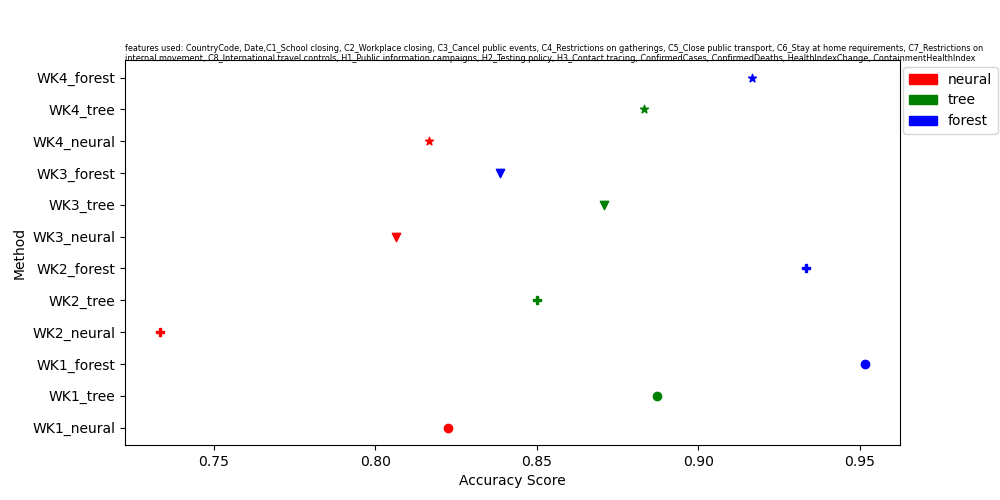 features used: CountryCode, Date,C1_School closing, C2_Workplace closing, C3_Cancel public events, C4_Restrictions on gatherings, C5_Close public transport, C6_Stay at home requirements, C7_Restrictions on
internal movement, C8_International travel controls, H1_Public information campaigns, H2_Testing policy, H3_Contact tracing, ConfirmedCases, ConfirmedDeaths, HealthIndexChange, ContainmentHealthIndex
neural
tree
forest
Method
WK4_forest
WK4_tree
WK4_neural
WK3_forest
WK3_tree
WK3_neural
WK2_forest
WK2_tree
WK2_neural
WK1_forest
WK1_tree
WK1_neural
0.75 0.80 0.85 0.90 0.95
Accuracy Score